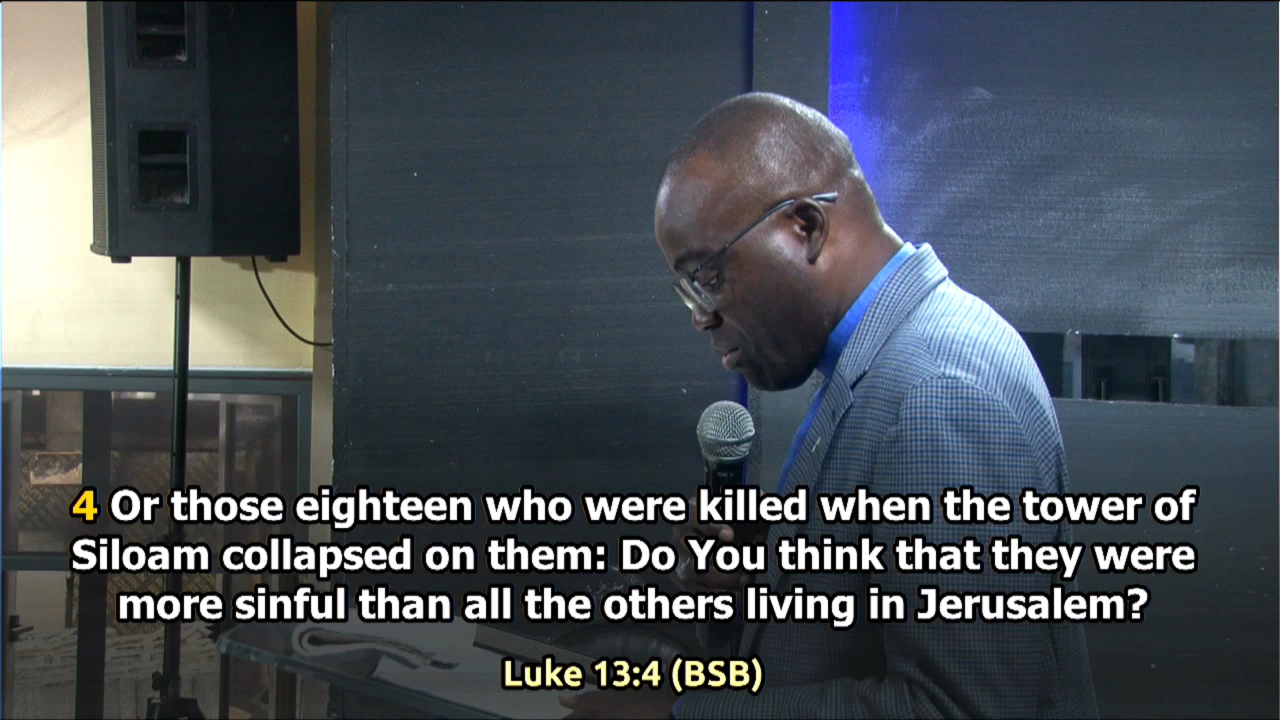 4 Or those eighteen who were killed when the tower of
Siloam collapsed on them: Do You think that they were
more sinful than all the others living in Jerusalem?
Luke 13:4 (BSB)